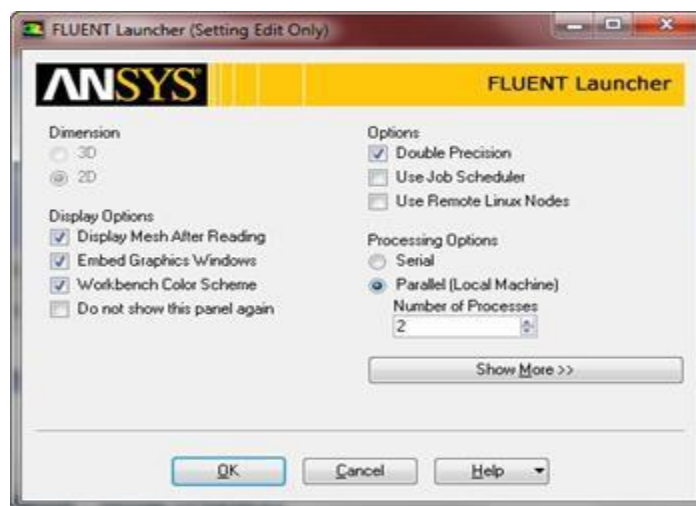 FLUENT Launcher (Setting Edit Only)
ANSYS
FLUENT Launcher
Dimension
3D
2D
Display Options
Display Mesh After Reading
Embed Graphics Windows
Workbench Color Scheme
Do not show this panel again
Options
Double Precision
Use Job Scheduler
Use Remote Linux Nodes
Processing Options
Serial
Parallel (Local Machine)
Number of Processes
2
Show More >>
OK
Cancel
Help